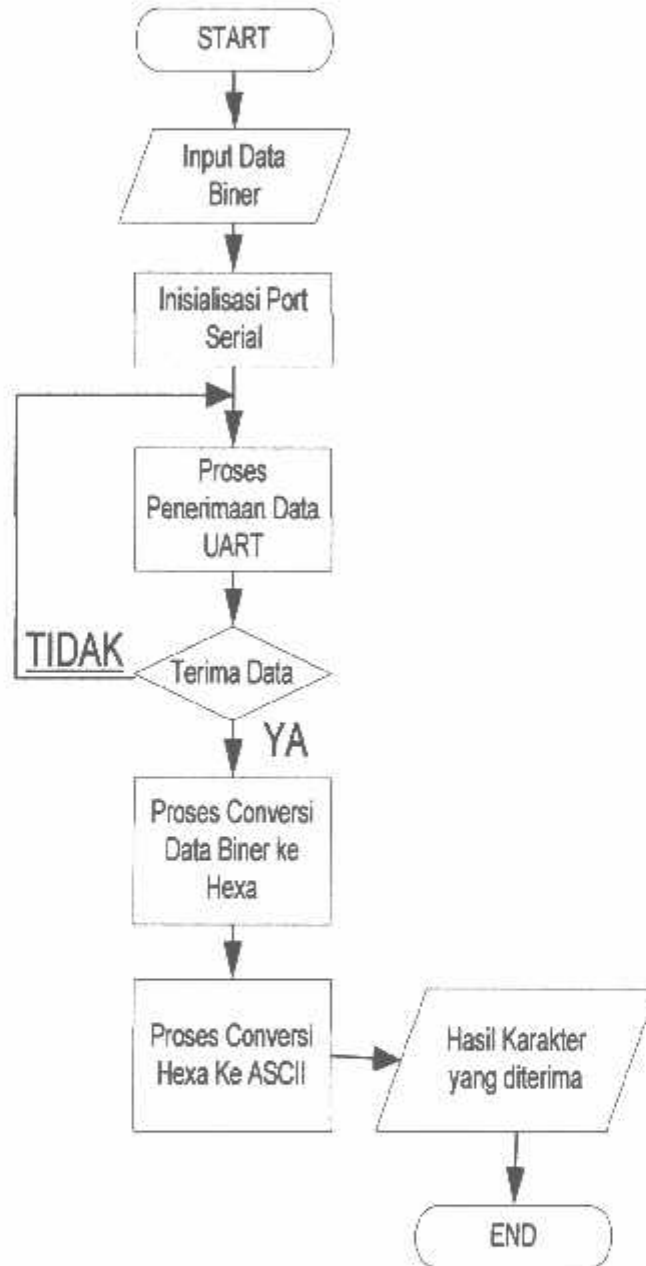 START
Input Data
Biner
Inisialisasi Port
Serial
Proses
Penerimaan Data
UART
TIDAK
Terima Data
YA
Proses Conversi
Data Biner ke
Hexa
Proses Conversi
Hexa Ke ASCII
Hasil Karakter
yang diterima
END